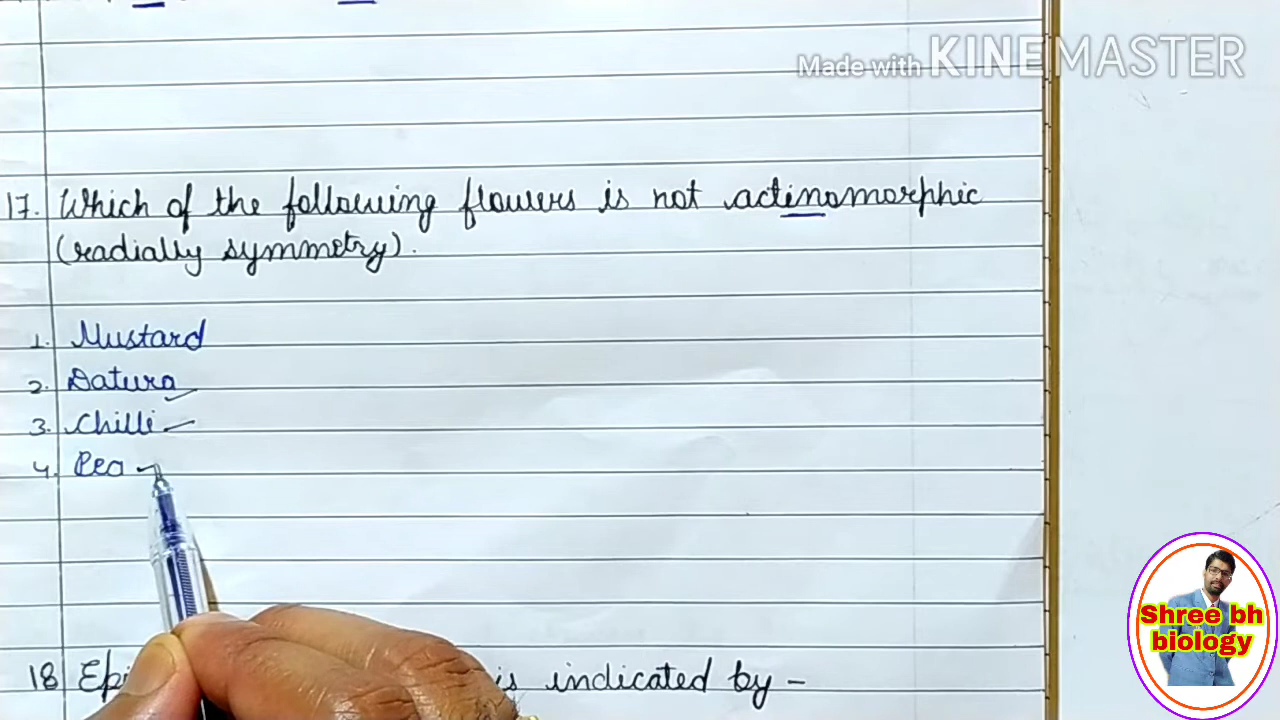 Made with KINEMASTER
17. Which of the following flowers is not actinomorphic
(radially symmetry).
1. Mustard
2. Datura
3. Chilli
4. Pea
18 is indicated by -
Shree bh
biology